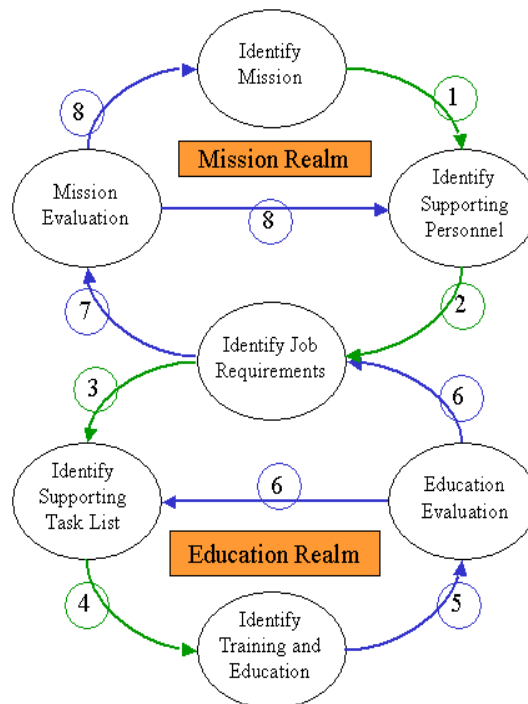 Identify
Mission
8
1
Mission Realm
Mission
Evaluation
Identify
Supporting
Personnel
8
7
2
Identify Job
Requirements
3
6
Identify
Supporting
Task List
6
Education
Evaluation
Education Realm
4
5
Identify
Training and
Education